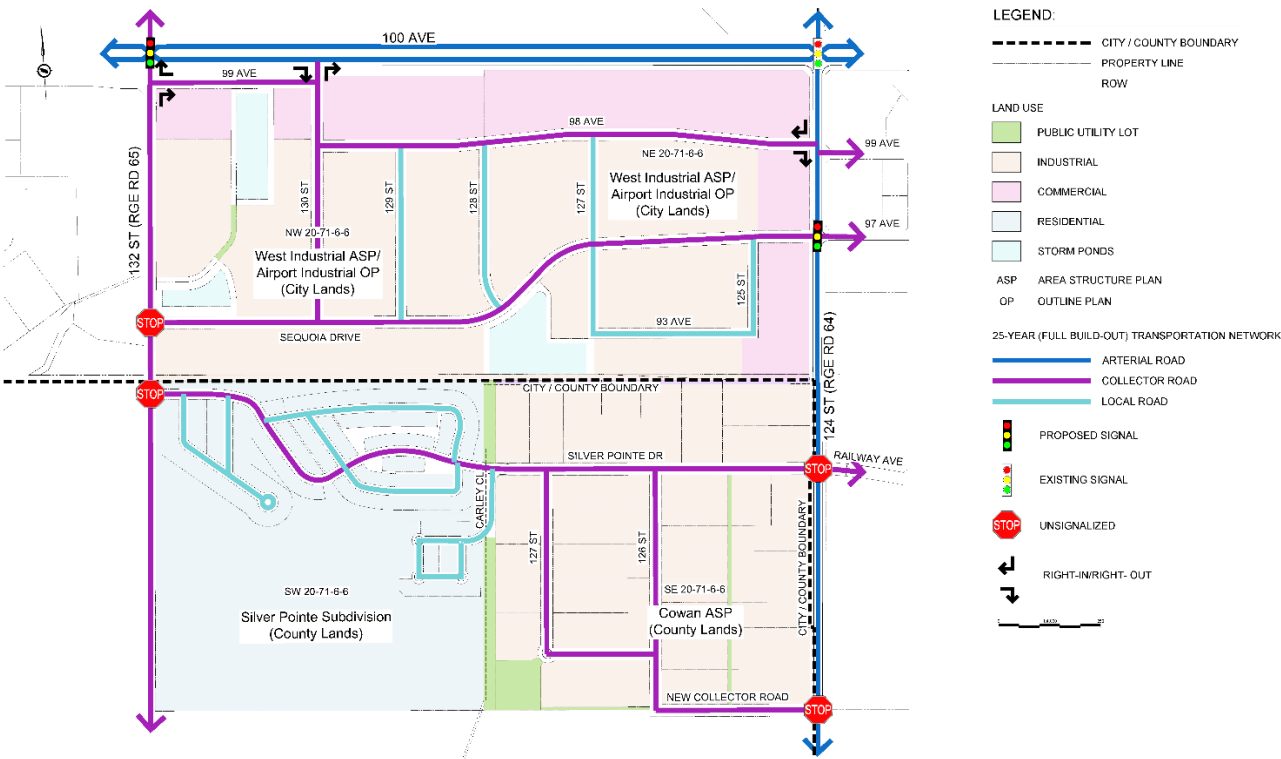 100 AVE
99 AVE
98 AVE
99 AVE
NE 20-71-6-6
West Industrial ASP/
Airport Industrial OP
(City Lands)
132 ST (RGE RD 65)
130 ST
129 ST
128 ST
127 ST
97 AVE
NW 20-71-6-6
West Industrial ASP/
Airport Industrial OP
(City Lands)
125 ST
93 AVE
STOP
SEQUOIA DRIVE
124 ST (RGE RD 64)
STOP
CITY / COUNTY BOUNDARY
SILVER POINTE DR
STOP
RAILWAY AVE
CARLEY CL
127 ST
126 ST
CITY / COUNTY BOUNDARY
SW 20-71-6-6
Silver Pointe Subdivision
(County Lands)
SE 20-71-6-6
Cowan ASP
(County Lands)
NEW COLLECTOR ROAD
STOP
LEGEND:
CITY / COUNTY BOUNDARY
PROPERTY LINE
ROW
LAND USE
PUBLIC UTILITY LOT
INDUSTRIAL
COMMERCIAL
RESIDENTIAL
STORM PONDS
ASP AREA STRUCTURE PLAN
OP OUTLINE PLAN
25-YEAR (FULL BUILD-OUT) TRANSPORTATION NETWORK
ARTERIAL ROAD
COLLECTOR ROAD
LOCAL ROAD
PROPOSED SIGNAL
EXISTING SIGNAL
STOP UNSIGNALIZED
RIGHT-IN/RIGHT- OUT